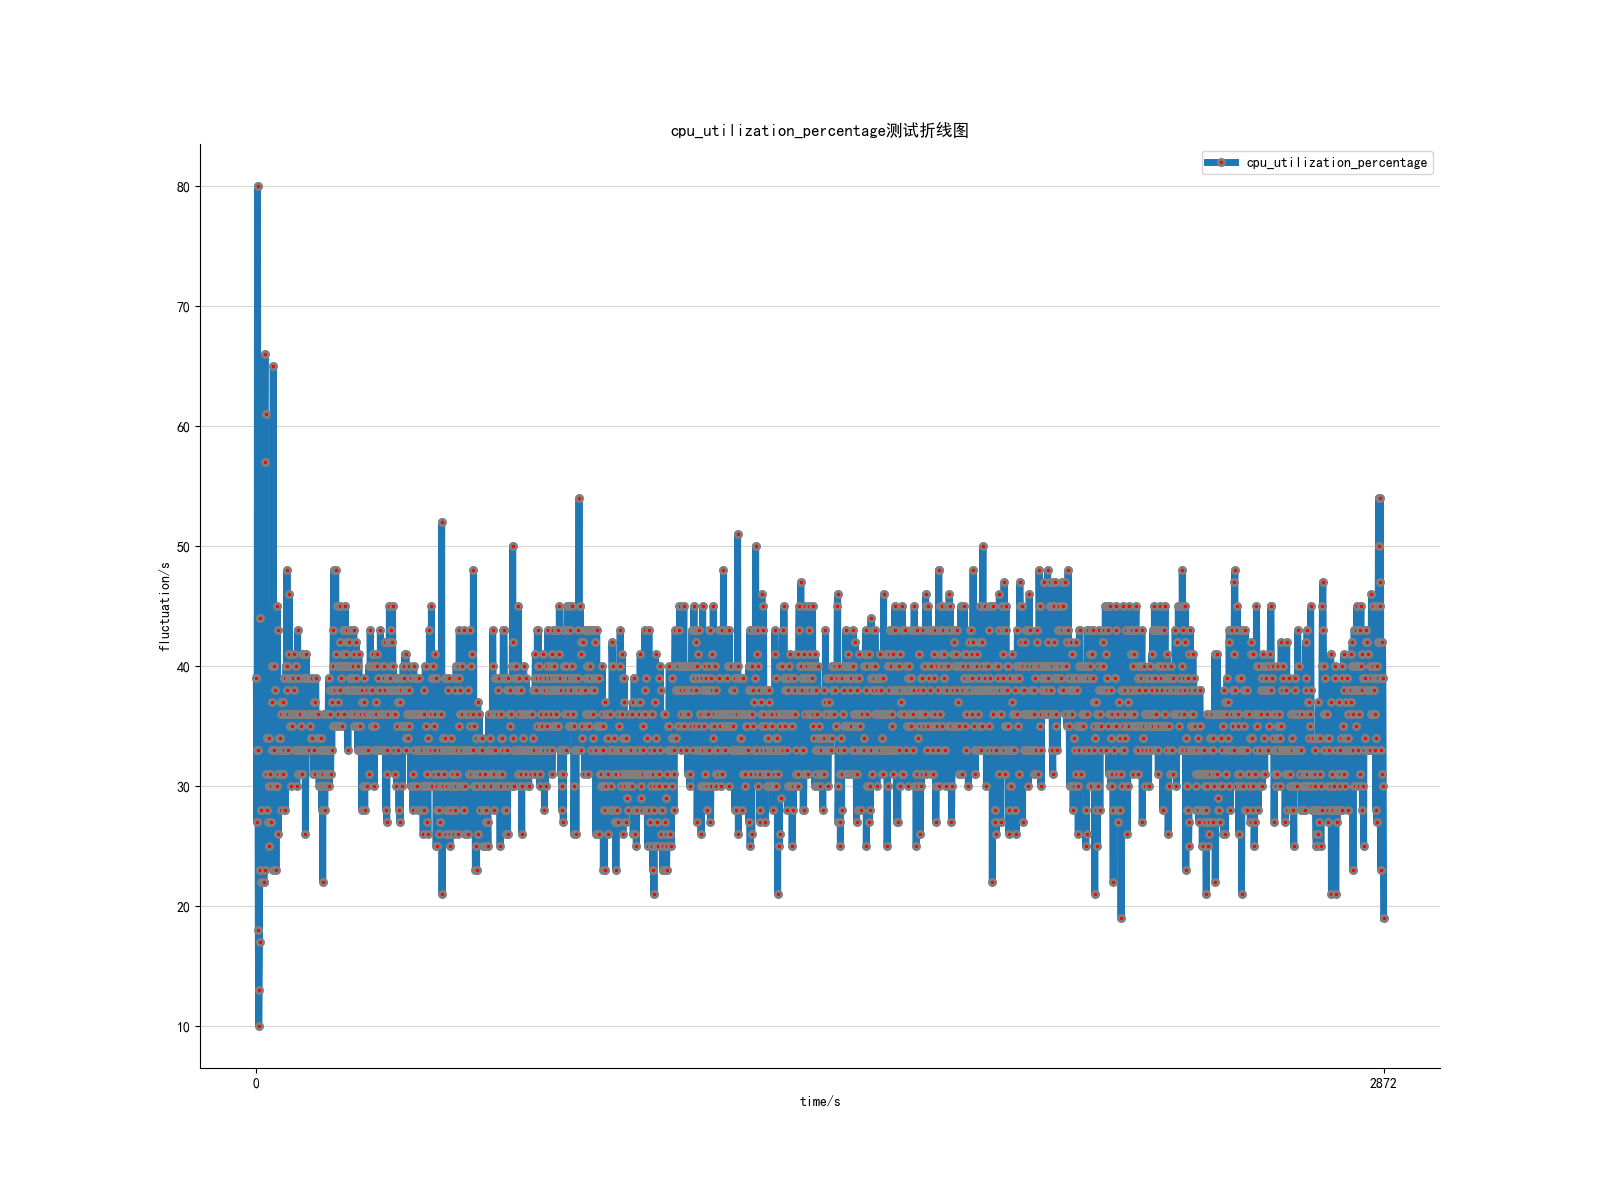 cpu_utilization_percentage测试折线图
cpu_utilization_percentage
80
70
60
50
40
30
20
10
fluctuation/s
0
2872
time/s